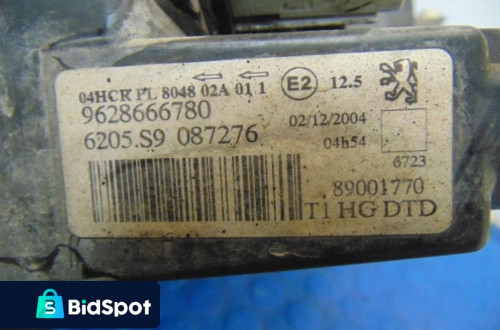 04HCR PL 8048 02A 01 1 E2 12.5
9628666780
6205.S9 087276
02/12/2004
04h54
6723
89001770
T1 HG DTD
BidSpot